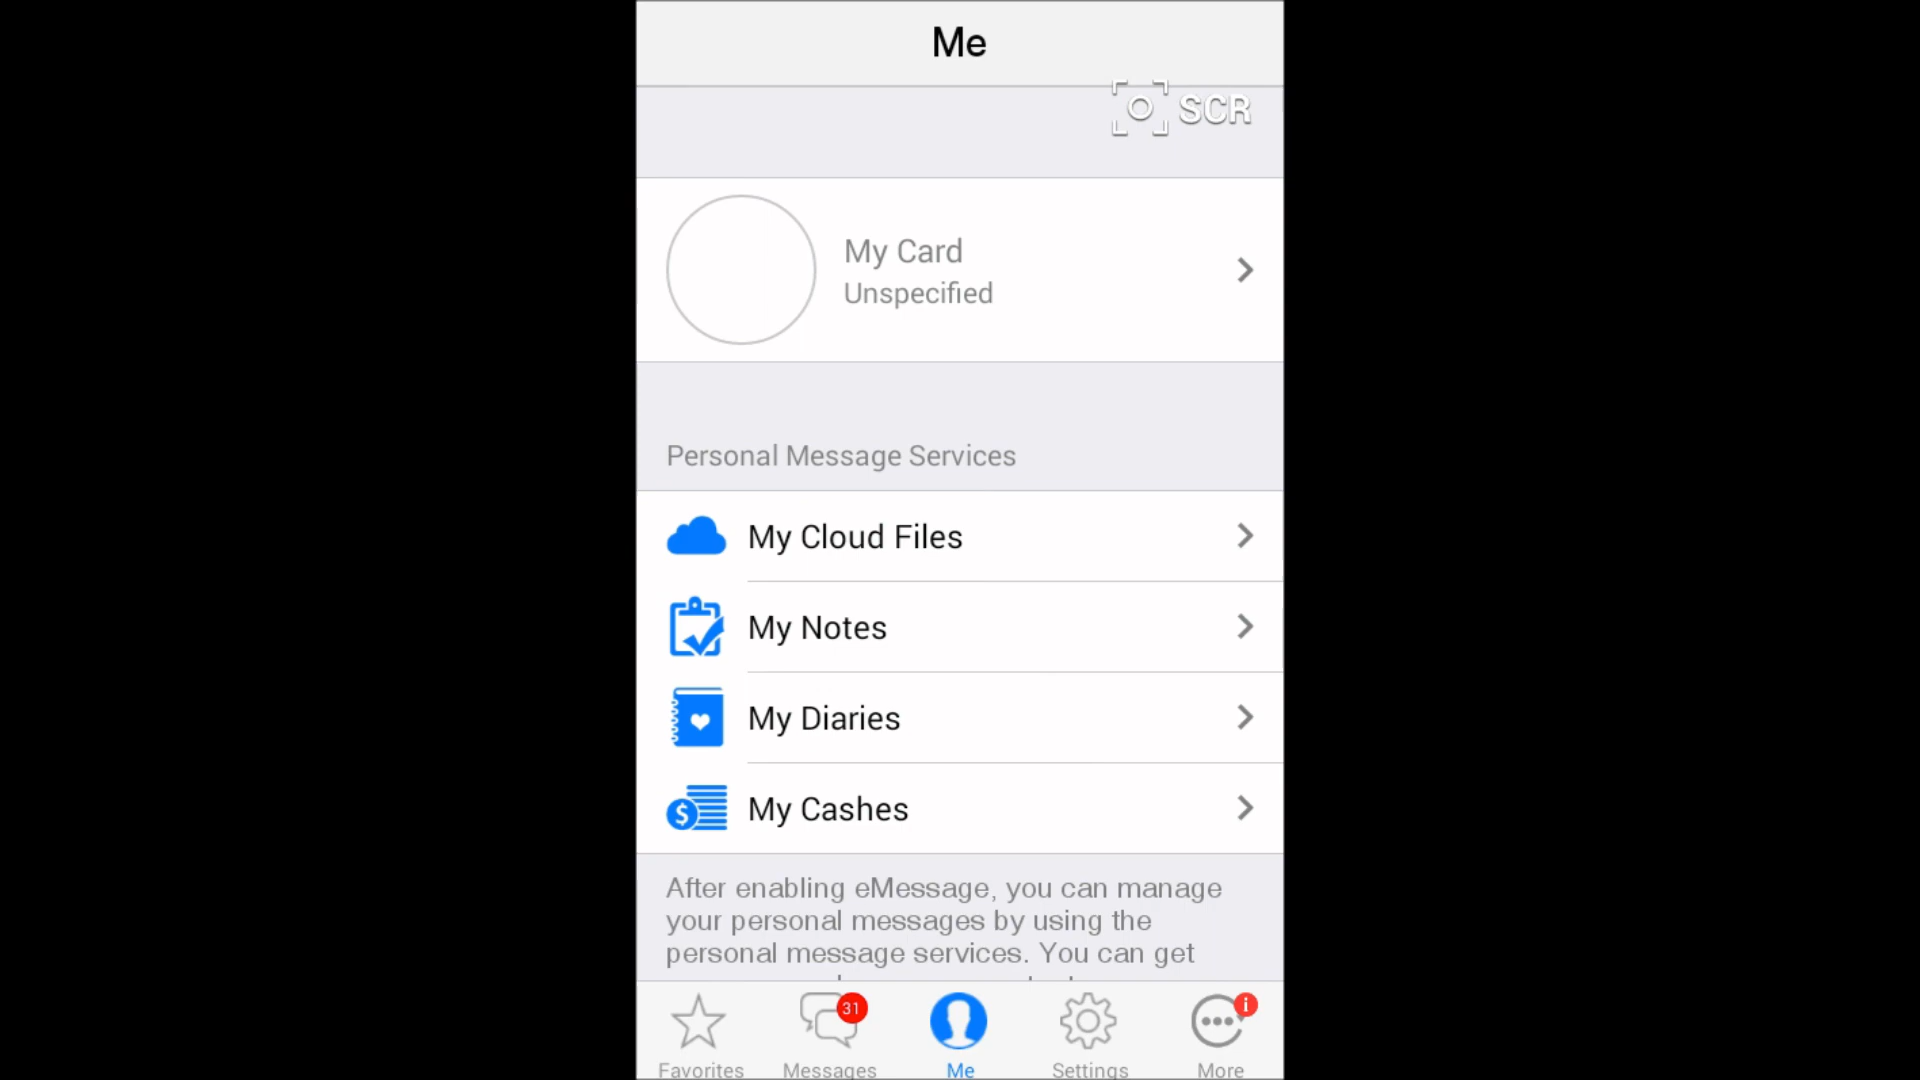 Me
SCR
My Card
Unspecified
Personal Message Services
My Cloud Files
My Notes
My Diaries
$
My Cashes
After enabling eMessage, you can manage
your personal messages by using the
personal message services. You can get
31
i
Favorites
Messages
Me
Settings
More